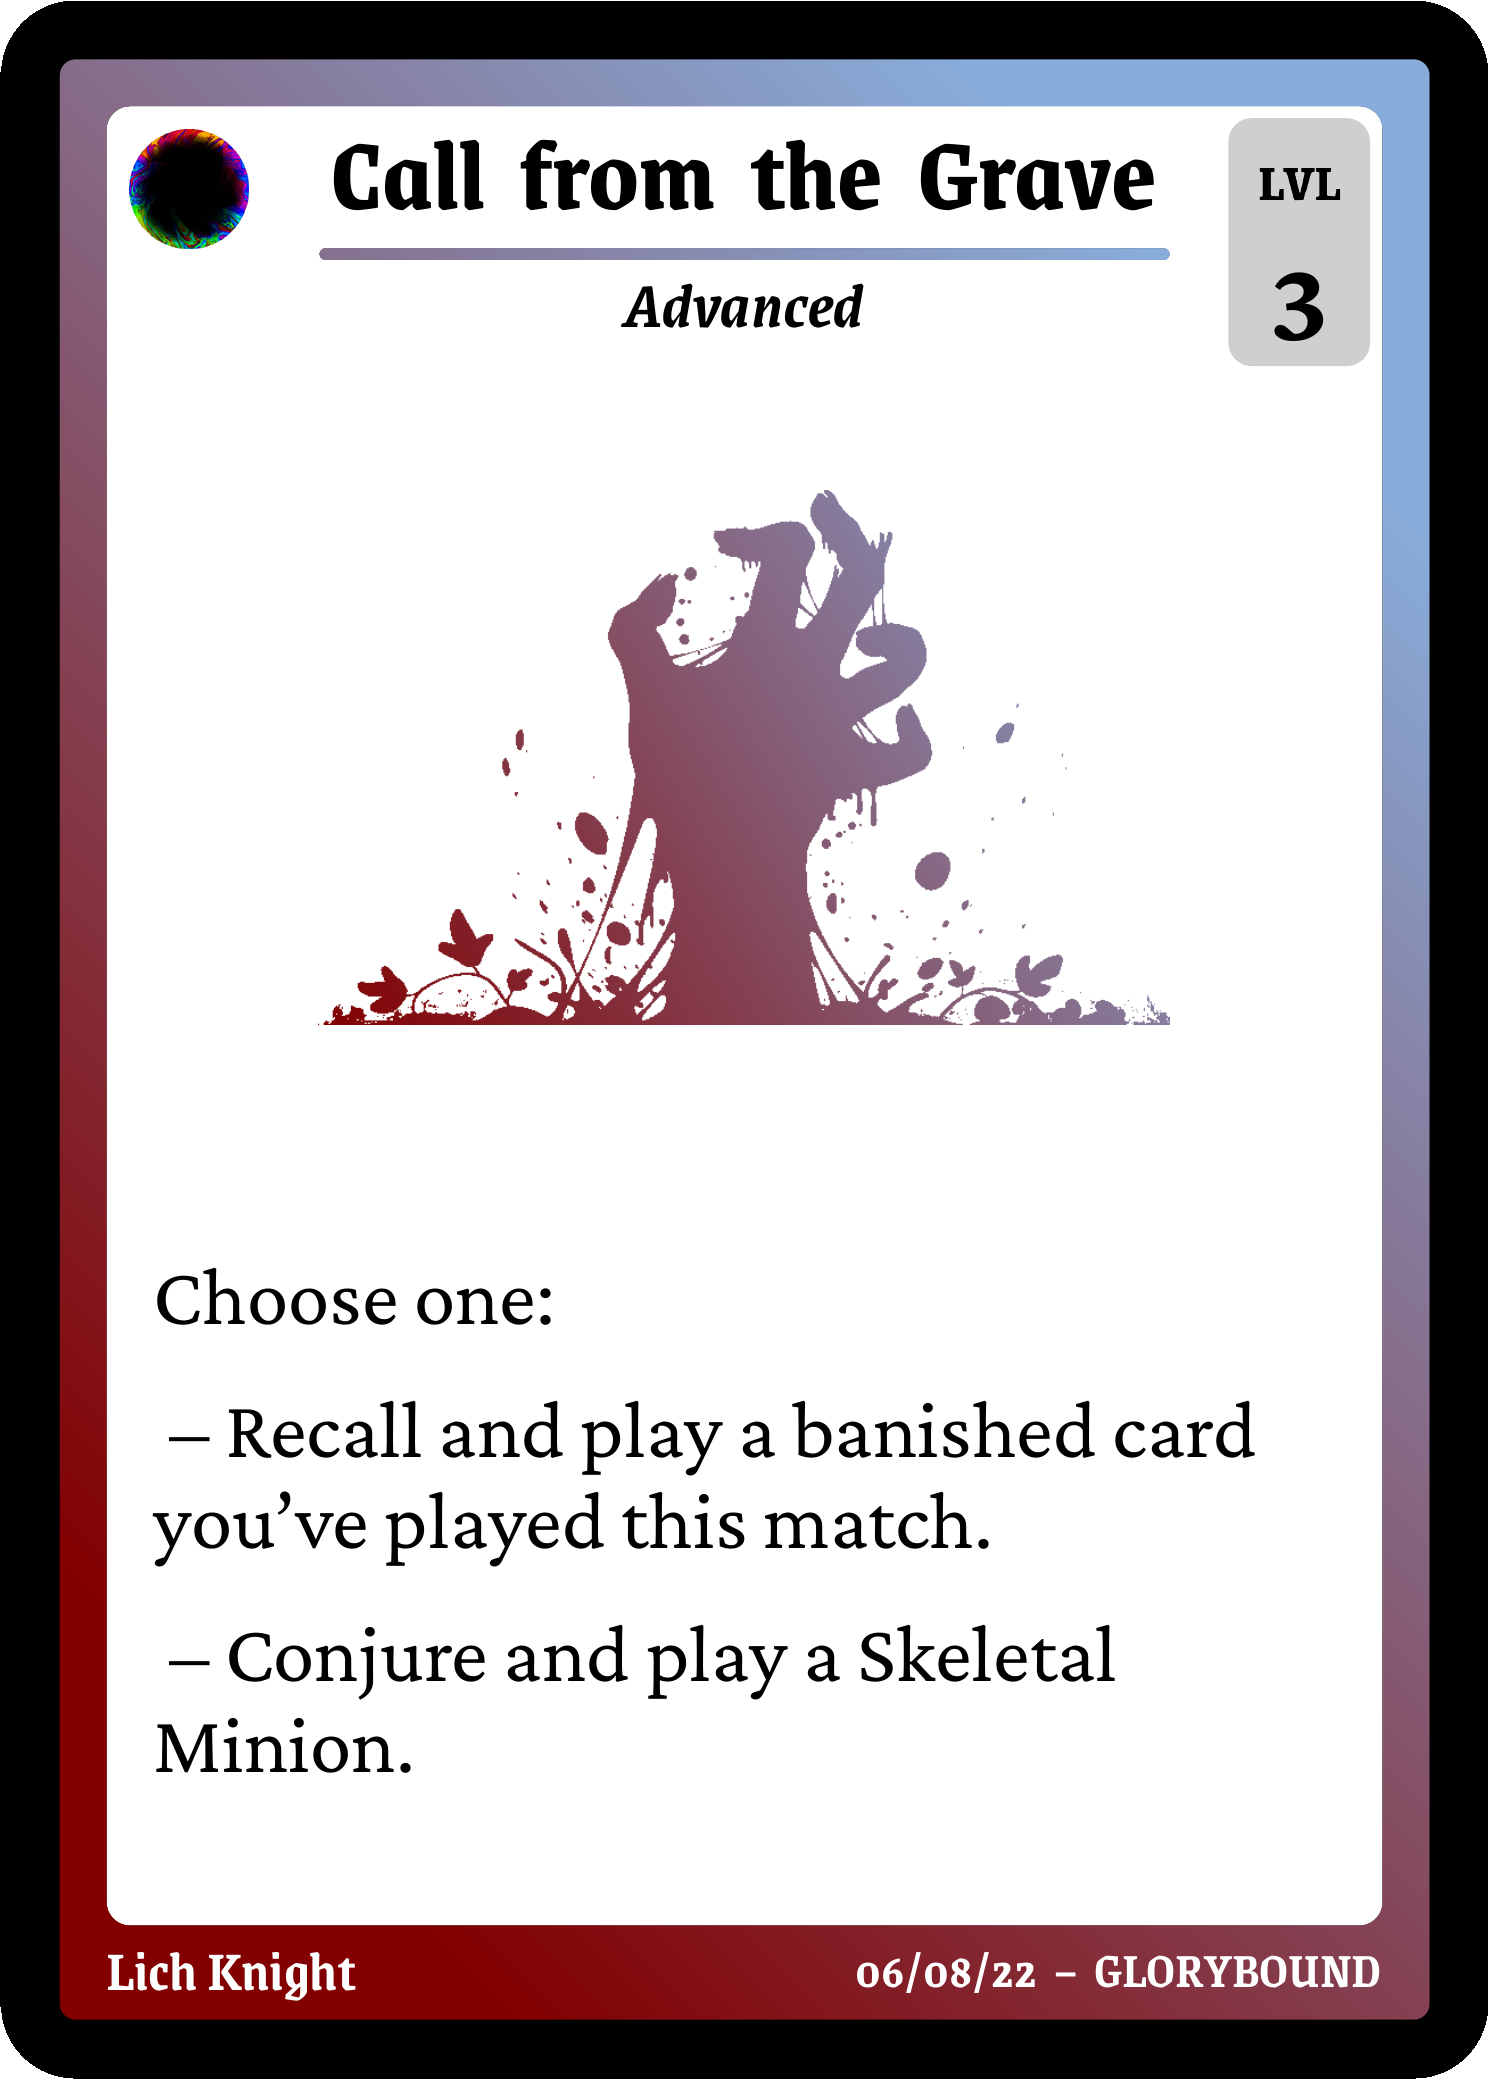 Call from the Grave
LVL
3
Advanced
Choose one:
– Recall and play a banished card
you’ve played this match.
– Conjure and play a Skeletal
Minion.
Lich Knight
06/08/22 – GLORYBOUND